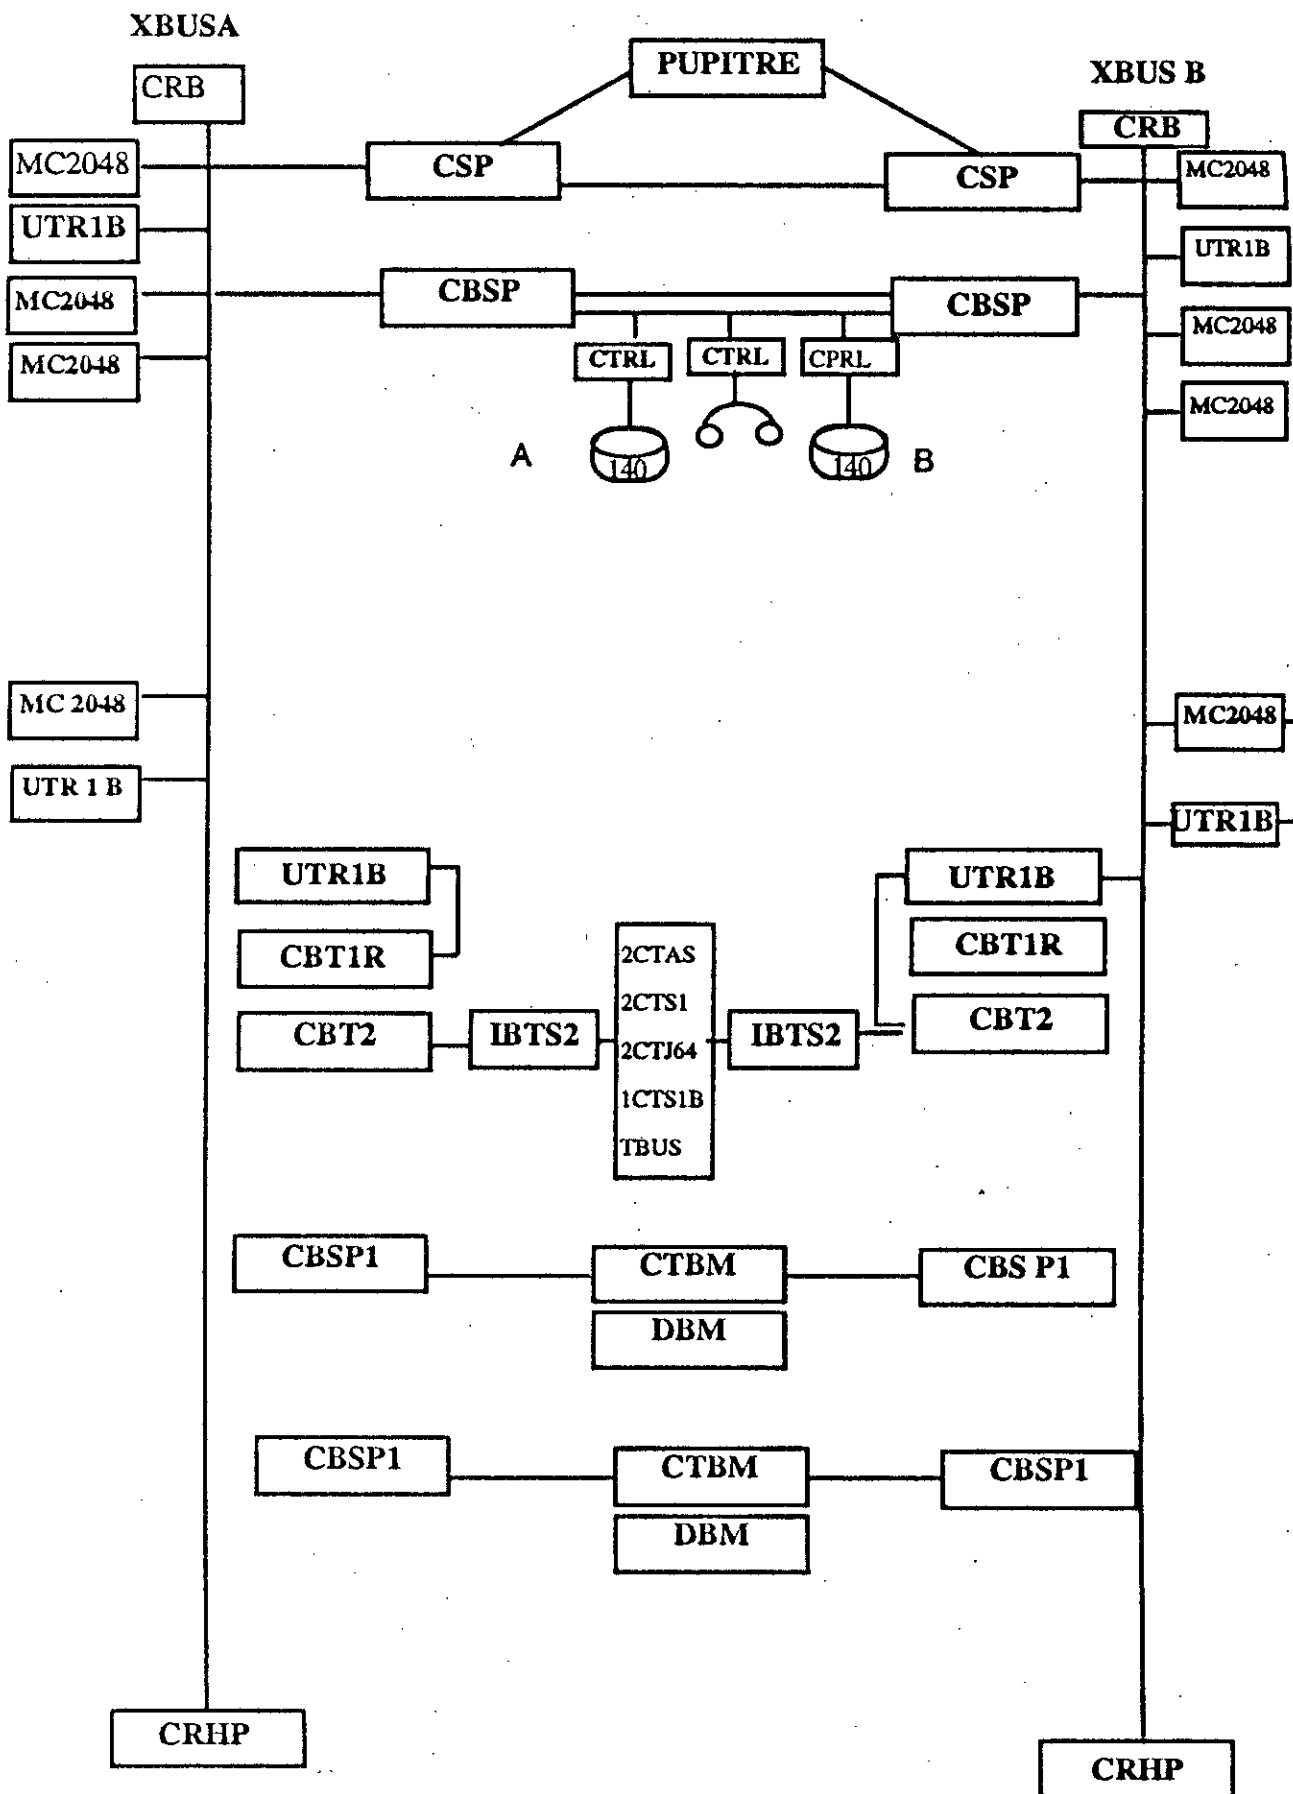 XBUSA
PUPITRE
XBUS B
CRB
CRB
MC2048
CSP
CSP
MC2048
UTR1B
UTR1B
MC2048
CBSP
CBSP
MC2048
MC2048
CTRL
CTRL
CPRL
MC2048
A
140
140
B
MC 2048
MC2048
UTR 1 B
UTR1B
UTR1B
UTR1B
CBT1R
2CTAS
CBT1R
2CTS1
CBT2
IBTS2
2CTJ64
IBTS2
CBT2
1CTS1B
TBUS
CBSP1
CTBM
CBS P1
DBM
CBSP1
CTBM
CBSP1
DBM
CRHP
CRHP